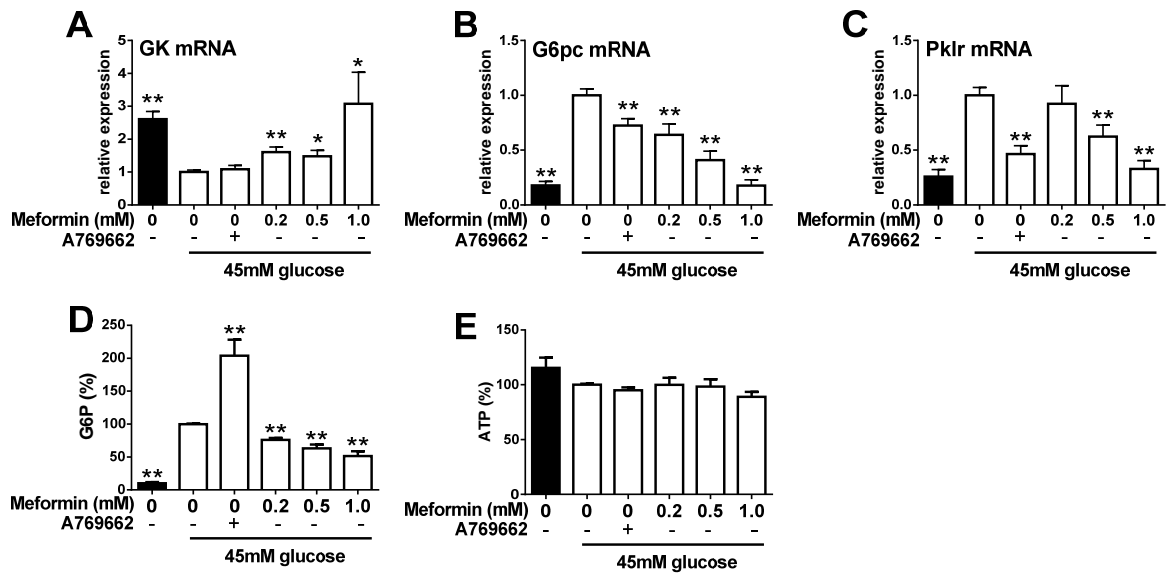 A
GK mRNA
relative expression
5
4
3
2
1
0
** ** * *
Meformin (mM) 0 0 0 0.2 0.5 1.0
A769662 - - + - - -
45mM glucose
B
G6pc mRNA
relative expression
1.5
1.0
0.5
0.0
** ** ** ** **
Meformin (mM) 0 0 0 0.2 0.5 1.0
A769662 - - + - - -
45mM glucose
C
Pklr mRNA
relative expression
1.5
1.0
0.5
0.0
** ** ** **
Meformin (mM) 0 0 0 0.2 0.5 1.0
A769662 - - + - - -
45mM glucose
D
G6P (%)
250
200
150
100
50
0
** ** ** ** **
Meformin (mM) 0 0 0 0.2 0.5 1.0
A769662 - - + - - -
45mM glucose
E
ATP (%)
150
100
50
0
Meformin (mM) 0 0 0 0.2 0.5 1.0
A769662 - - + - - -
45mM glucose